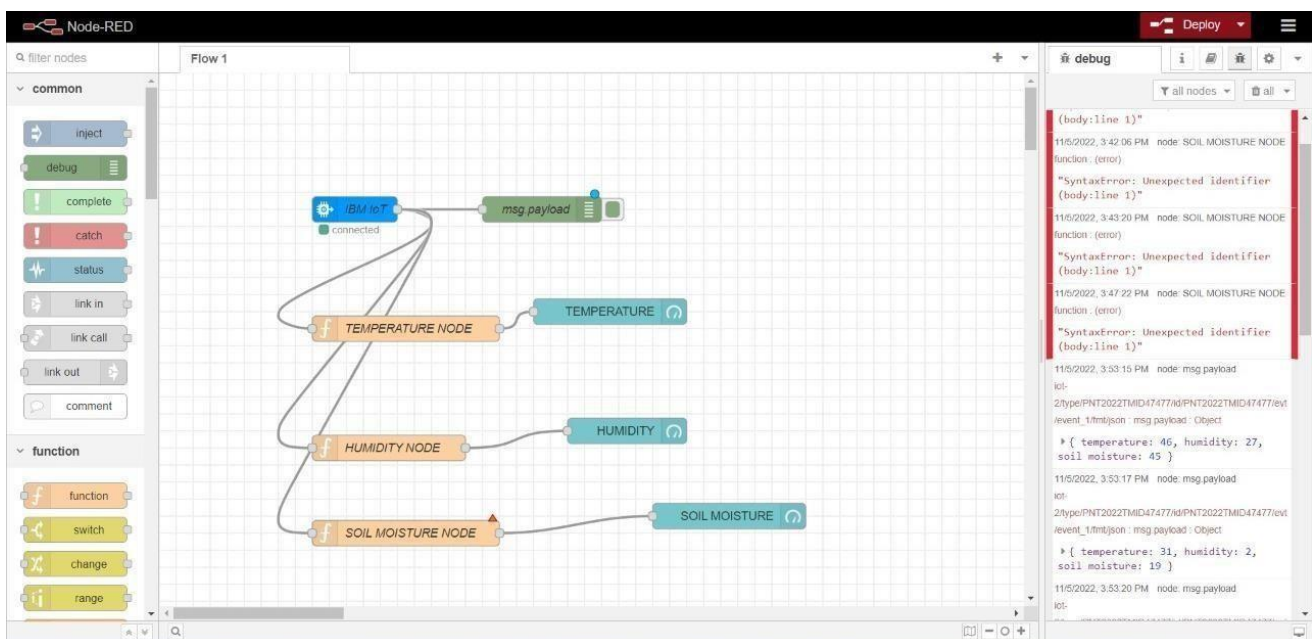 Node-RED
Deploy
filter nodes
common
inject
debug
complete
catch
status
link in
link call
link out
comment
function
function
switch
change
range
Flow 1
IBM IoT
connected
msg.payload
TEMPERATURE NODE
TEMPERATURE
HUMIDITY NODE
HUMIDITY
SOIL MOISTURE NODE
SOIL MOISTURE
debug
i
all nodes
all
(body:line 1)"
11/5/2022, 3:42:06 PM node: SOIL MOISTURE NODE
function : (error)
"SyntaxError: Unexpected identifier
(body:line 1)"
11/5/2022, 3:43:20 PM node: SOIL MOISTURE NODE
function : (error)
"SyntaxError: Unexpected identifier
(body:line 1)"
11/5/2022, 3:47:22 PM node: SOIL MOISTURE NODE
function : (error)
"SyntaxError: Unexpected identifier
(body:line 1)"
11/5/2022, 3:53:15 PM node: msg.payload
iot-
2/type/PNT2022TMID47477/id/PNT2022TMID47477/evt
/event_1/fmt/json : msg.payload : Object
{ temperature: 46, humidity: 27,
soil moisture: 45 }
11/5/2022, 3:53:17 PM node: msg.payload
iot-
2/type/PNT2022TMID47477/id/PNT2022TMID47477/evt
/event_1/fmt/json : msg.payload : Object
{ temperature: 31, humidity: 2,
soil moisture: 19 }
11/5/2022, 3:53:20 PM node: msg.payload
iot-